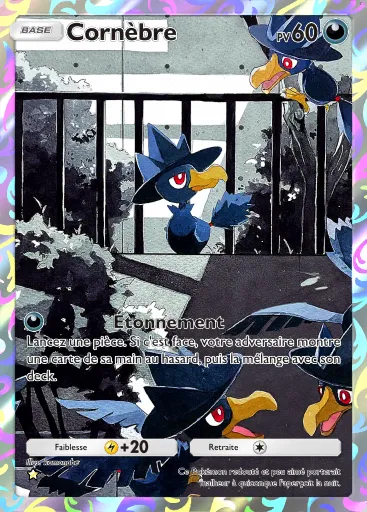 BASE Cornèbre PV60
Étonnement
Lancez une pièce. Si c'est face, votre adversaire montre
une carte de sa main au hasard, puis la mélange avec son
deck.
Faiblesse +20 Retraite
Illus.
Ce Pokémon redouté et peu aimé porterait
malheur à quiconque l'aperçoit la nuit.